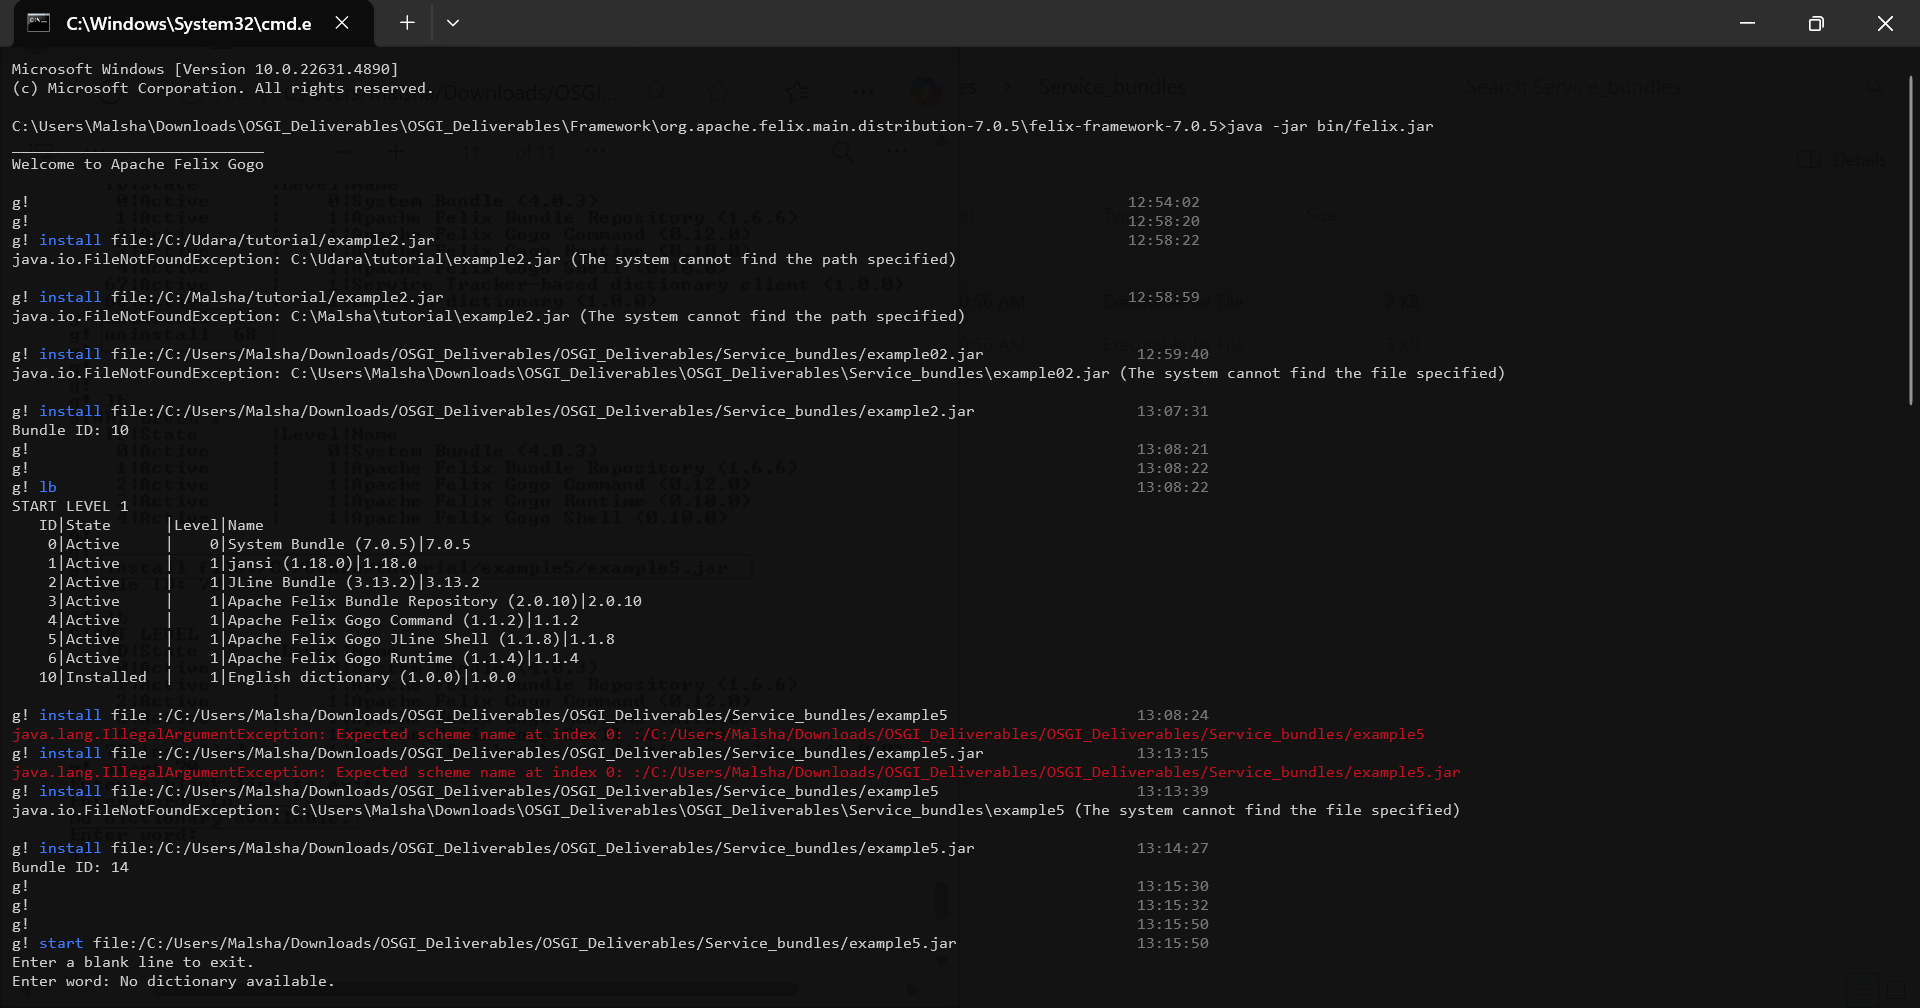 C:\Windows\System32\cmd.e
Microsoft Windows [Version 10.0.22631.4890]
(c) Microsoft Corporation. All rights reserved.
C:\Users\Malsha\Downloads\OSGI_Deliverables\OSGI_Deliverables\Framework\org.apache.felix.main.distribution-7.0.5\felix-framework-7.0.5>java -jar bin/felix.jar
____________________________
Welcome to Apache Felix Gogo
g! 12:54:02
g! 12:58:20
g! install file:/C:/Udara/tutorial/example2.jar 12:58:22
java.io.FileNotFoundException: C:\Udara\tutorial\example2.jar (The system cannot find the path specified)
g! install file:/C:/Malsha/tutorial/example2.jar 12:58:59
java.io.FileNotFoundException: C:\Malsha\tutorial\example2.jar (The system cannot find the path specified)
g! install file:/C:/Users/Malsha/Downloads/OSGI_Deliverables/OSGI_Deliverables/Service_bundles/example02.jar 12:59:40
java.io.FileNotFoundException: C:\Users\Malsha\Downloads\OSGI_Deliverables\OSGI_Deliverables\Service_bundles\example02.jar (The system cannot find the file specified)
g! install file:/C:/Users/Malsha/Downloads/OSGI_Deliverables/OSGI_Deliverables/Service_bundles/example2.jar 13:07:31
Bundle ID: 10
g! 13:08:21
g! 13:08:22
g! lb 13:08:22
START LEVEL 1
ID|State |Level|Name
0|Active | 0|System Bundle (7.0.5)|7.0.5
1|Active | 1|jansi (1.18.0)|1.18.0
2|Active | 1|JLine Bundle (3.13.2)|3.13.2
3|Active | 1|Apache Felix Bundle Repository (2.0.10)|2.0.10
4|Active | 1|Apache Felix Gogo Command (1.1.2)|1.1.2
5|Active | 1|Apache Felix Gogo JLine Shell (1.1.8)|1.1.8
6|Active | 1|Apache Felix Gogo Runtime (1.1.4)|1.1.4
10|Installed | 1|English dictionary (1.0.0)|1.0.0
g! install file :/C:/Users/Malsha/Downloads/OSGI_Deliverables/OSGI_Deliverables/Service_bundles/example5 13:08:24
java.lang.IllegalArgumentException: Expected scheme name at index 0: :/C:/Users/Malsha/Downloads/OSGI_Deliverables/OSGI_Deliverables/Service_bundles/example5
g! install file :/C:/Users/Malsha/Downloads/OSGI_Deliverables/OSGI_Deliverables/Service_bundles/example5.jar 13:13:15
java.lang.IllegalArgumentException: Expected scheme name at index 0: :/C:/Users/Malsha/Downloads/OSGI_Deliverables/OSGI_Deliverables/Service_bundles/example5.jar
g! install file:/C:/Users/Malsha/Downloads/OSGI_Deliverables/OSGI_Deliverables/Service_bundles/example5 13:13:39
java.io.FileNotFoundException: C:\Users\Malsha\Downloads\OSGI_Deliverables\OSGI_Deliverables\Service_bundles\example5 (The system cannot find the file specified)
g! install file:/C:/Users/Malsha/Downloads/OSGI_Deliverables/OSGI_Deliverables/Service_bundles/example5.jar 13:14:27
Bundle ID: 14
g! 13:15:30
g! 13:15:32
g! 13:15:50
g! start file:/C:/Users/Malsha/Downloads/OSGI_Deliverables/OSGI_Deliverables/Service_bundles/example5.jar 13:15:50
Enter a blank line to exit.
Enter word: No dictionary available.